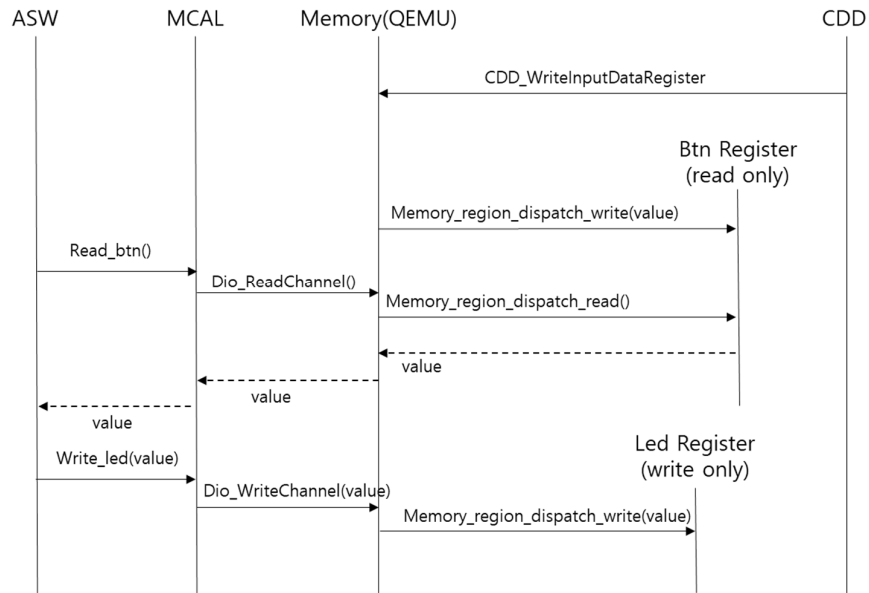 ASW
MCAL
Memory(QEMU)
CDD
CDD_WriteInputDataRegister
Btn Register
(read only)
Memory_region_dispatch_write(value)
Read_btn()
Dio_ReadChannel()
Memory_region_dispatch_read()
value
value
value
Led Register
(write only)
Write_led(value)
Dio_WriteChannel(value)
Memory_region_dispatch_write(value)